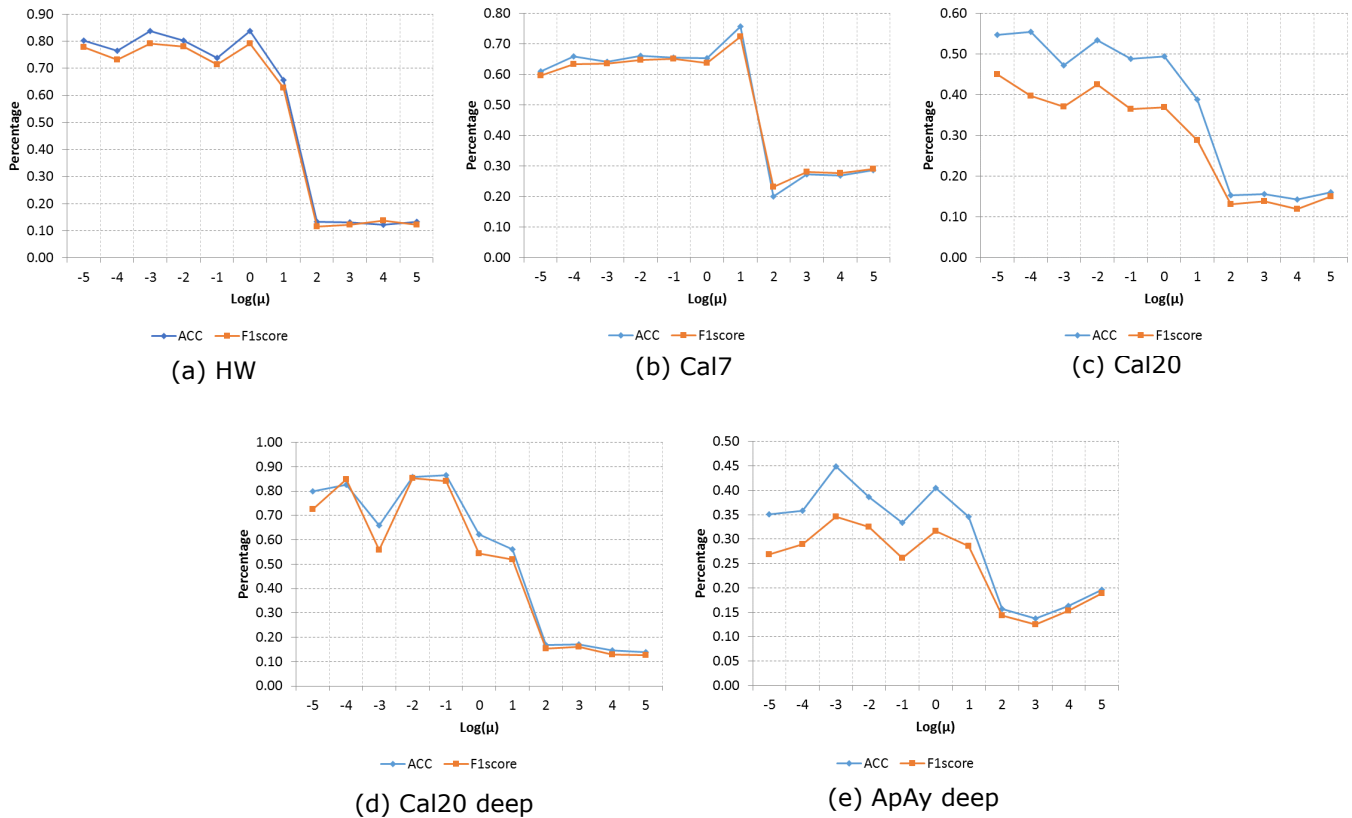 0.90
0.80
0.70
0.60
0.50
0.40
0.30
0.20
0.10
0.00
Percentage
-5 -4 -3 -2 -1 0 1 2 3 4 5
Log(μ)
ACC F1score
(a) HW
0.80
0.70
0.60
0.50
0.40
0.30
0.20
0.10
0.00
Percentage
-5 -4 -3 -2 -1 0 1 2 3 4 5
Log(μ)
ACC F1score
(b) Cal7
0.60
0.50
0.40
0.30
0.20
0.10
0.00
Percentage
-5 -4 -3 -2 -1 0 1 2 3 4 5
Log(μ)
ACC F1score
(c) Cal20
1.00
0.90
0.80
0.70
0.60
0.50
0.40
0.30
0.20
0.10
0.00
Percentage
-5 -4 -3 -2 -1 0 1 2 3 4 5
Log(μ)
ACC F1score
(d) Cal20 deep
0.50
0.45
0.40
0.35
0.30
0.25
0.20
0.15
0.10
0.05
0.00
Percentage
-5 -4 -3 -2 -1 0 1 2 3 4 5
Log(μ)
ACC F1score
(e) ApAy deep